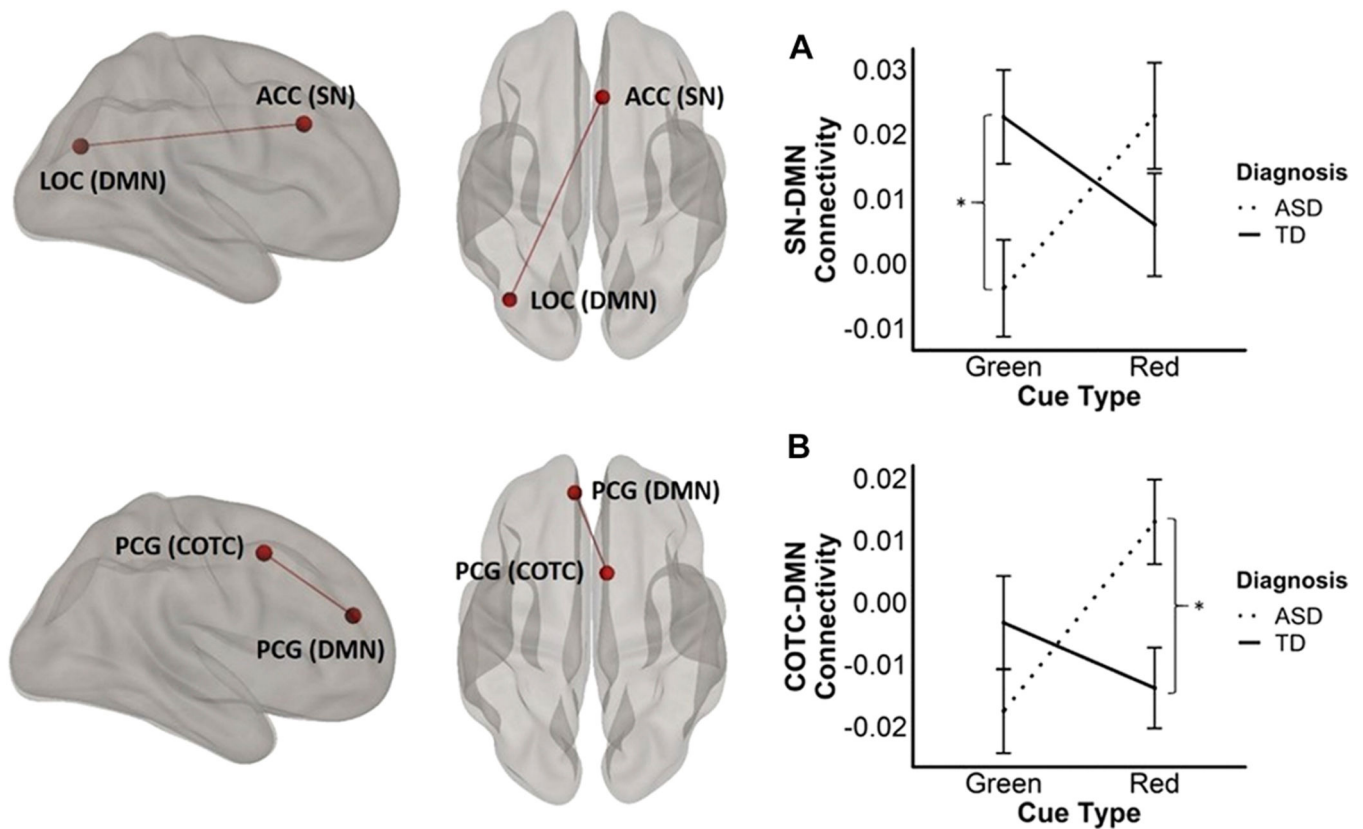 ACC (SN)
LOC (DMN)
ACC (SN)
LOC (DMN)
A
0.03
0.02
0.01
0.00
-0.01
SN-DMN
Connectivity
*
Green Red
Cue Type
Diagnosis
ASD
TD
PCG (COTC)
PCG (DMN)
PCG (DMN)
PCG (COTC)
B
0.02
0.01
0.00
-0.01
-0.02
COTC-DMN
Connectivity
*
Green Red
Cue Type
Diagnosis
ASD
TD